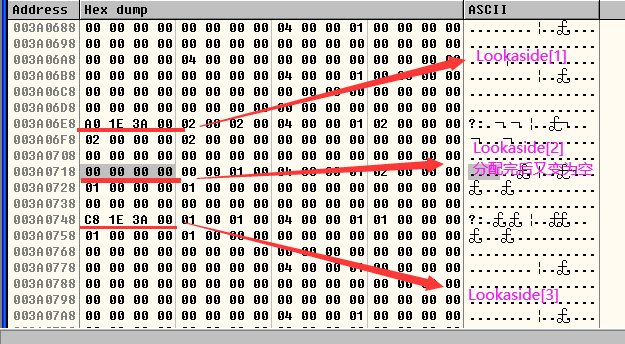 Address Hex dump ASCII
003A0688 00 00 00 00 00 00 00 00 04 00 00 01 00 00 00 00
003A0698 00 00 00 00 00 00 00 00 00 00 00 00 00 00 00 00
003A06A8 00 00 00 00 04 00 00 00 00 00 00 00 00 00 00 00
Lookaside[1]
003A06B8 00 00 00 00 00 00 00 00 04 00 00 01 00 00 00 00
003A06C8 00 00 00 00 00 00 00 00 00 00 00 00 00 00 00 00
003A06D8 00 00 00 00 00 00 00 00 00 00 00 00 00 00 00 00
003A06E8 A0 1E 3A 00 02 00 02 00 04 00 00 01 02 00 00 00
003A06F8 02 00 00 00 02 00 00 00 00 00 00 00 00 00 00 00
Lookaside[2]
003A0708 00 00 00 00 00 00 00 00 00 00 00 00 00 00 00 00
分配完后又变为空
003A0718 00 00 00 00 00 00 01 00 04 00 00 01 02 00 00 00
003A0728 01 00 00 00 01 00 00 00 00 00 00 00 00 00 00 00
003A0738 00 00 00 00 00 00 00 00 00 00 00 00 00 00 00 00
003A0748 C8 1E 3A 00 01 00 01 00 04 00 00 01 01 00 00 00
003A0758 01 00 00 00 01 00 00 00 00 00 00 00 00 00 00 00
003A0768 00 00 00 00 00 00 00 00 00 00 00 00 00 00 00 00
003A0778 00 00 00 00 00 00 00 00 04 00 00 01 00 00 00 00
003A0788 00 00 00 00 00 00 00 00 00 00 00 00 00 00 00 00
Lookaside[3]
003A0798 00 00 00 00 00 00 00 00 00 00 00 00 00 00 00 00
003A07A8 00 00 00 00 00 00 00 00 04 00 00 01 00 00 00 00